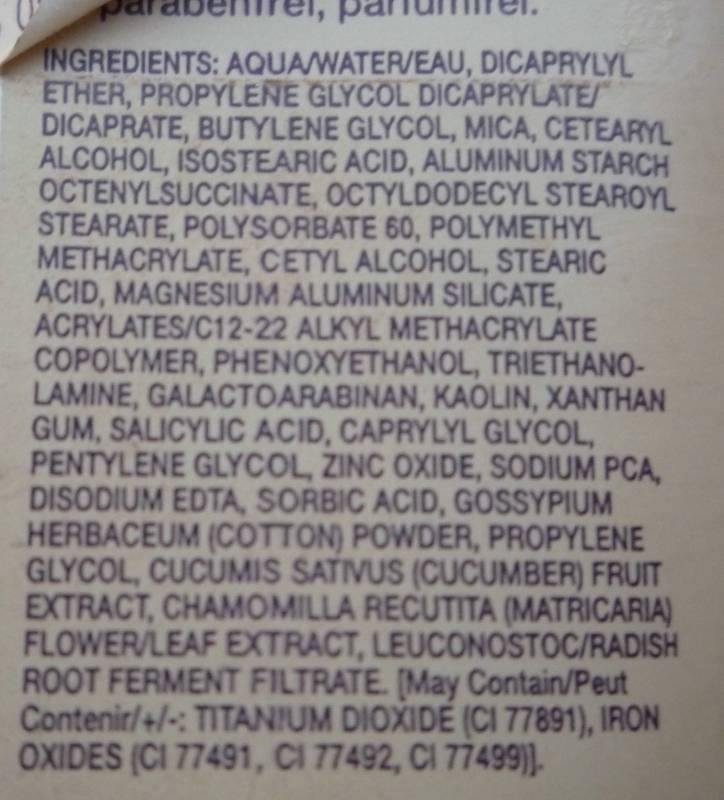 parabenfrei, parfümfrei.
INGREDIENTS: AQUA/WATER/EAU, DICAPRYLYL
ETHER, PROPYLENE GLYCOL DICAPRYLATE/
DICAPRATE, BUTYLENE GLYCOL, MICA, CETEARYL
ALCOHOL, ISOSTEARIC ACID, ALUMINUM STARCH
OCTENYLSUCCINATE, OCTYLDODECYL STEAROYL
STEARATE, POLYSORBATE 60, POLYMETHYL
METHACRYLATE, CETYL ALCOHOL, STEARIC
ACID, MAGNESIUM ALUMINUM SILICATE,
ACRYLATES/C12-22 ALKYL METHACRYLATE
COPOLYMER, PHENOXYETHANOL, TRIETHANO-
LAMINE, GALACTOARABINAN, KAOLIN, XANTHAN
GUM, SALICYLIC ACID, CAPRYLYL GLYCOL,
PENTYLENE GLYCOL, ZINC OXIDE, SODIUM PCA,
DISODIUM EDTA, SORBIC ACID, GOSSYPIUM
HERBACEUM (COTTON) POWDER, PROPYLENE
GLYCOL, CUCUMIS SATIVUS (CUCUMBER) FRUIT
EXTRACT, CHAMOMILLA RECUTITA (MATRICARIA)
FLOWER/LEAF EXTRACT, LEUCONOSTOC/RADISH
ROOT FERMENT FILTRATE. [May Contain/Peut
Contenir/+/-: TITANIUM DIOXIDE (CI 77891), IRON
OXIDES (CI 77491, CI 77492, CI 77499)].